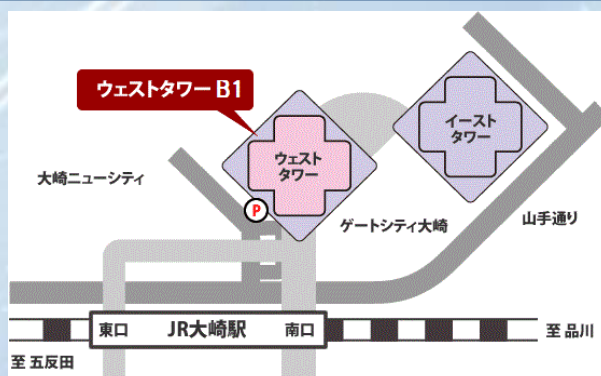 ウェストタワー B1
イースト
タワー
ウェスト
タワー
大崎ニューシティ
P
ゲートシティ大崎
山手通り
東口
JR大崎駅
南口
至 品川
至 五反田